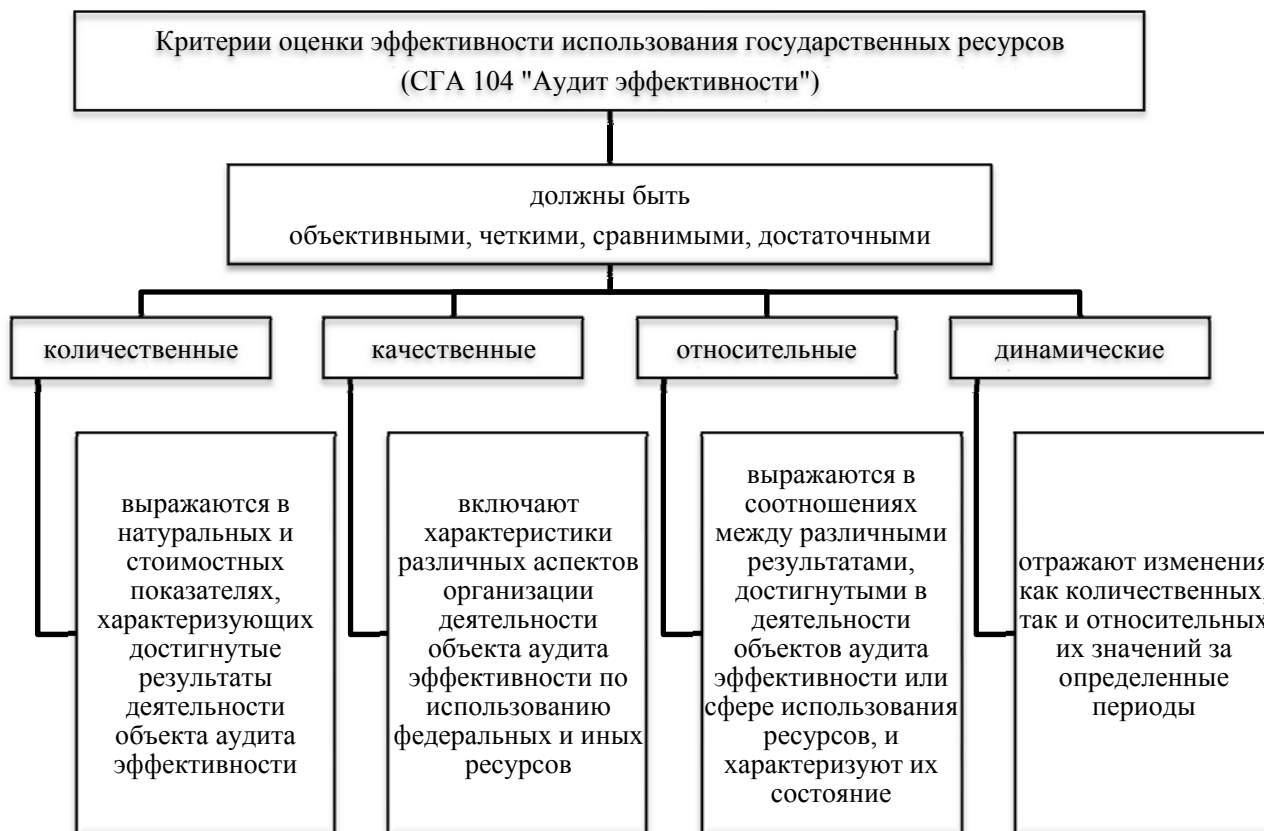 Критерии оценки эффективности использования государственных ресурсов
(СГА 104 "Аудит эффективности")
должны быть
объективными, четкими, сравнимыми, достаточными
количественные
качественные
относительные
динамические
выражаются в
натуральных и
стоимостных
показателях,
характеризующих
достигнутые
результаты
деятельности
объекта аудита
эффективности
включают
характеристики
различных аспектов
организации
деятельности
объекта аудита
эффективности по
использованию
федеральных и иных
ресурсов
выражаются в
соотношениях
между различными
результатами,
достигнутыми в
деятельности
объектов аудита
эффективности или
сфере использования
ресурсов, и
характеризуют их
состояние
отражают изменения
как количественных,
так и относительных
их значений за
определенные
периоды